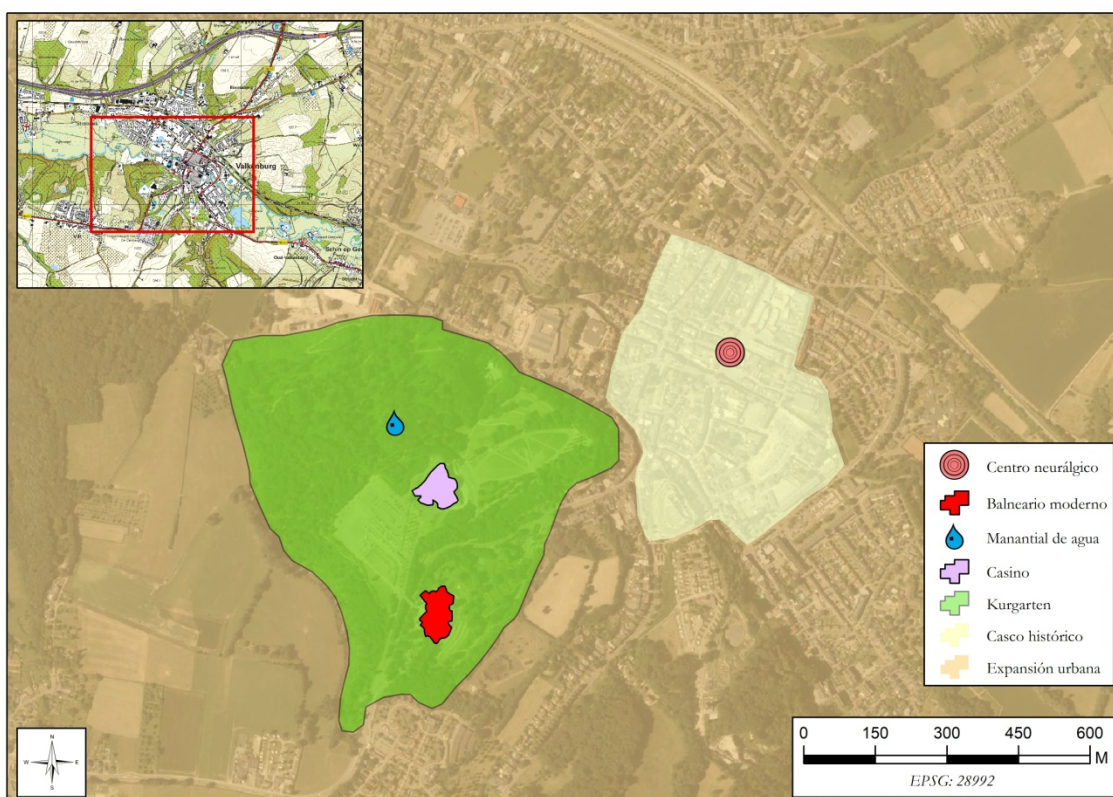 Valkenburg
Centro neurálgico
Balneario moderno
Manantial de agua
Casino
Kurgarten
Casco histórico
Expansión urbana
N
W E
S
0 150 300 450 600
M
EPSG: 28992